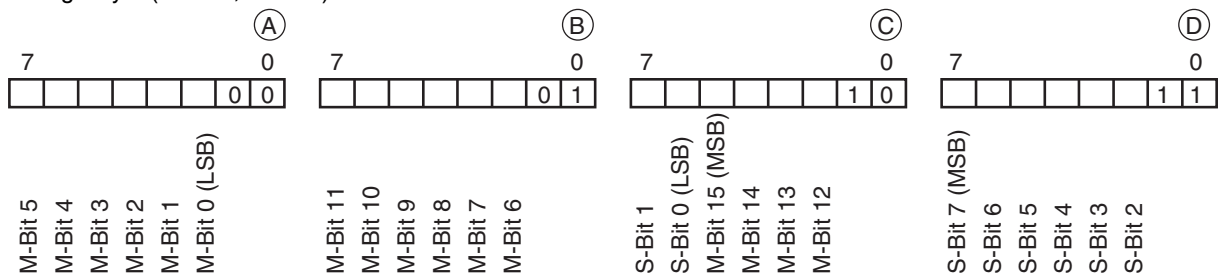 A B C D
7 0 7 0 7 0 7 0
0 0 0 1 1 0 1 1
M-Bit 5
M-Bit 4
M-Bit 3
M-Bit 2
M-Bit 1
M-Bit 0 (LSB)
M-Bit 11
M-Bit 10
M-Bit 9
M-Bit 8
M-Bit 7
M-Bit 6
S-Bit 1
S-Bit 0 (LSB)
M-Bit 15 (MSB)
M-Bit 14
M-Bit 13
M-Bit 12
S-Bit 7 (MSB)
S-Bit 6
S-Bit 5
S-Bit 4
S-Bit 3
S-Bit 2